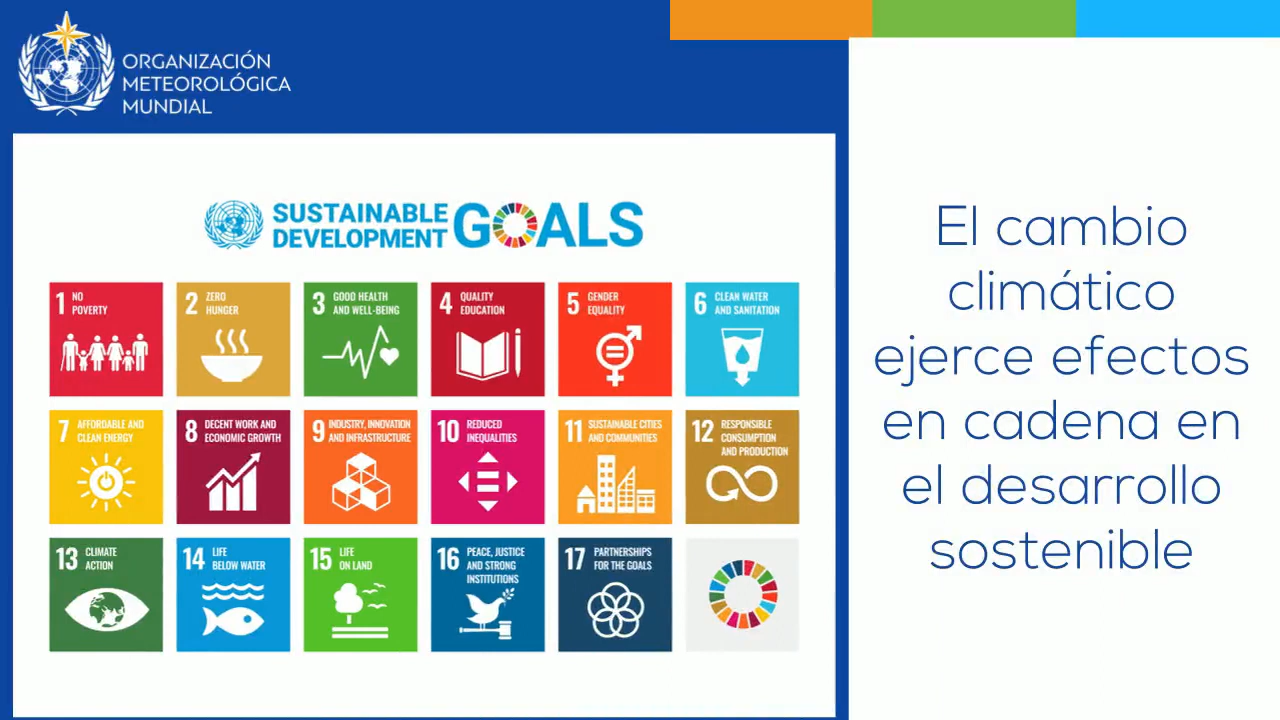 ORGANIZACIÓN
METEOROLÓGICA
MUNDIAL
SUSTAINABLE
DEVELOPMENT
GOALS
1 NO
POVERTY
2 ZERO
HUNGER
3 GOOD HEALTH
AND WELL-BEING
4 QUALITY
EDUCATION
5 GENDER
EQUALITY
6 CLEAN WATER
AND SANITATION
7 AFFORDABLE AND
CLEAN ENERGY
8 DECENT WORK AND
ECONOMIC GROWTH
9 INDUSTRY, INNOVATION
AND INFRASTRUCTURE
10 REDUCED
INEQUALITIES
11 SUSTAINABLE CITIES
AND COMMUNITIES
12 RESPONSIBLE
CONSUMPTION
AND PRODUCTION
13 CLIMATE
ACTION
14 LIFE
BELOW WATER
15 LIFE
ON LAND
16 PEACE, JUSTICE
AND STRONG
INSTITUTIONS
17 PARTNERSHIPS
FOR THE GOALS
El cambio
climático
ejerce efectos
en cadena en
el desarrollo
sostenible